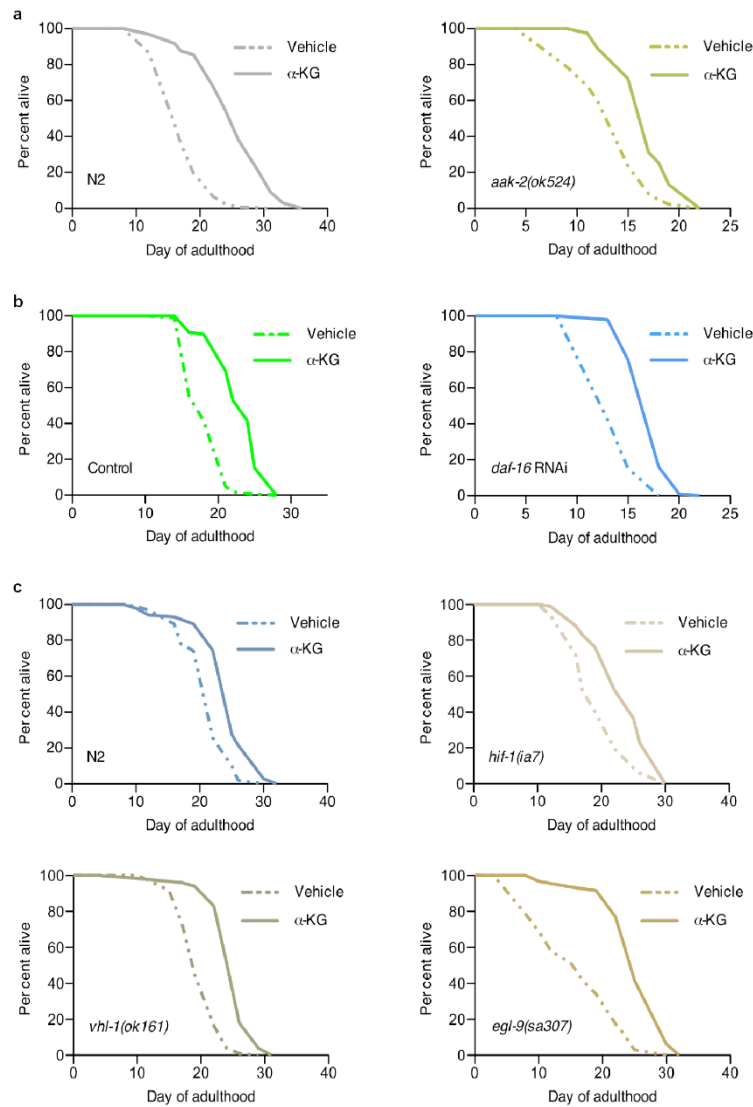 a
Per cent alive
100
80
60
40
20
0
0 10 20 30 40
Day of adulthood
Vehicle
α-KG
N2
Per cent alive
100
80
60
40
20
0
0 5 10 15 20 25
Day of adulthood
Vehicle
α-KG
aak-2(ok524)
b
Per cent alive
100
80
60
40
20
0
0 10 20 30
Day of adulthood
Vehicle
α-KG
Control
Per cent alive
100
80
60
40
20
0
0 5 10 15 20 25
Day of adulthood
Vehicle
α-KG
daf-16 RNAi
c
Per cent alive
100
80
60
40
20
0
0 10 20 30 40
Day of adulthood
Vehicle
α-KG
N2
Per cent alive
100
80
60
40
20
0
0 10 20 30 40
Day of adulthood
Vehicle
α-KG
hif-1(ia7)
Per cent alive
100
80
60
40
20
0
0 10 20 30 40
Day of adulthood
Vehicle
α-KG
vhl-1(ok161)
Per cent alive
100
80
60
40
20
0
0 10 20 30 40
Day of adulthood
Vehicle
α-KG
egl-9(sa307)